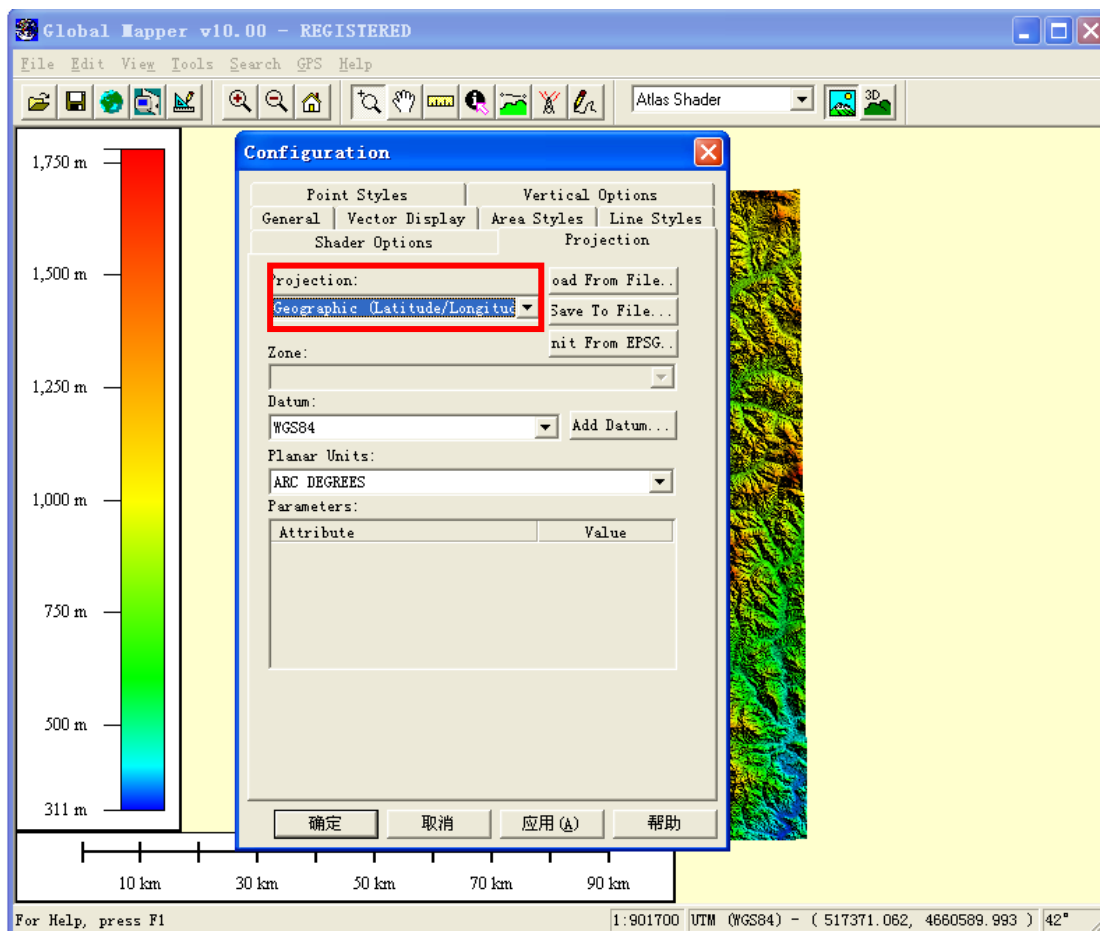 Global Mapper v10.00 - REGISTERED
File Edit View Tools Search GPS Help
3D
Atlas Shader
1,750 m
1,500 m
1,250 m
1,000 m
750 m
500 m
311 m
Configuration
Point Styles Vertical Options
General Vector Display Area Styles Line Styles
Shader Options Projection
rojection:
oad From File..
Geographic (Latitude/Longitud
Save To File...
nit From EPSG..
Zone:
Datum:
WGS84
Add Datum...
Planar Units:
ARC DEGREES
Parameters:
Attribute Value
确定 取消 应用(A) 帮助
10 km 30 km 50 km 70 km 90 km
For Help, press F1
1:901700 UTM (WGS84) - ( 517371.062, 4660589.993 ) 42°